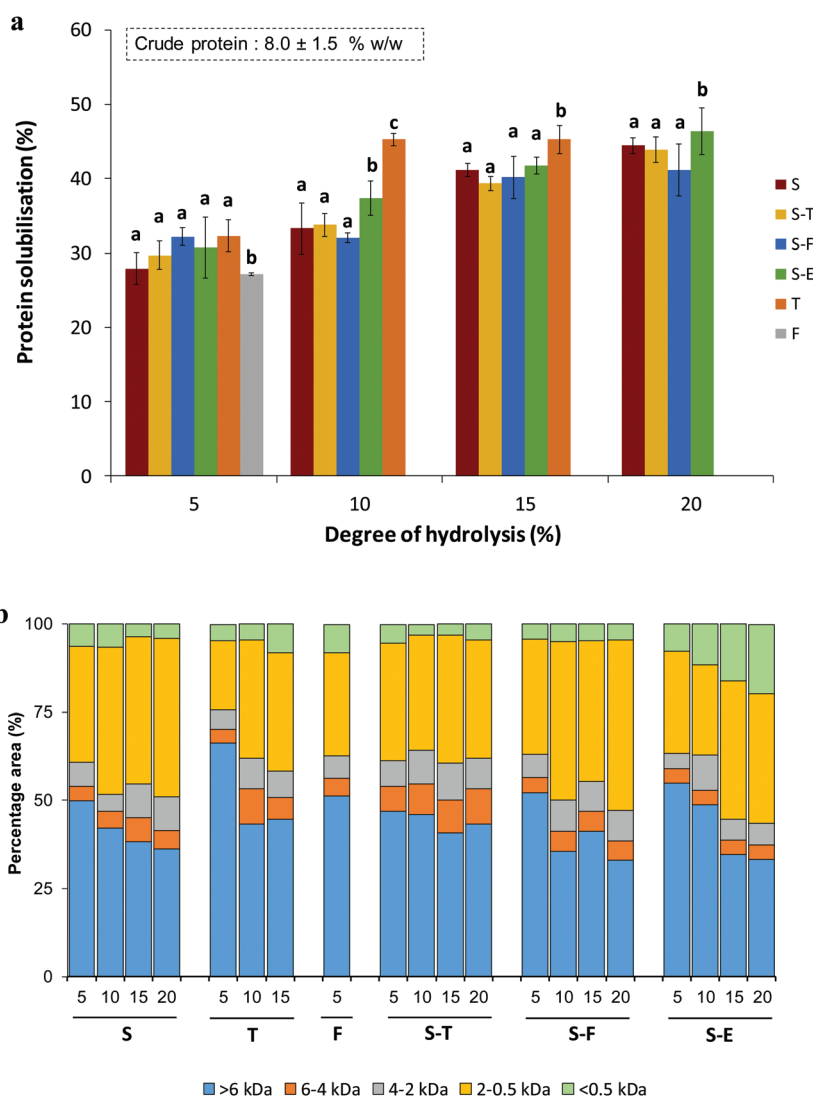 a
Crude protein : 8.0 ± 1.5 % w/w
60
50
40
30
20
10
0
Protein solubilisation (%)
a a a a a b
a a a b c
a a a a b
a a a b
5 10 15 20
Degree of hydrolysis (%)
S
S-T
S-F
S-E
T
F
b
100
75
50
25
0
Percentage area (%)
5 10 15 20 5 10 15 5 5 10 15 20 5 10 15 20 5 10 15 20
S T F S-T S-F S-E
>6 kDa 6-4 kDa 4-2 kDa 2-0.5 kDa <0.5 kDa